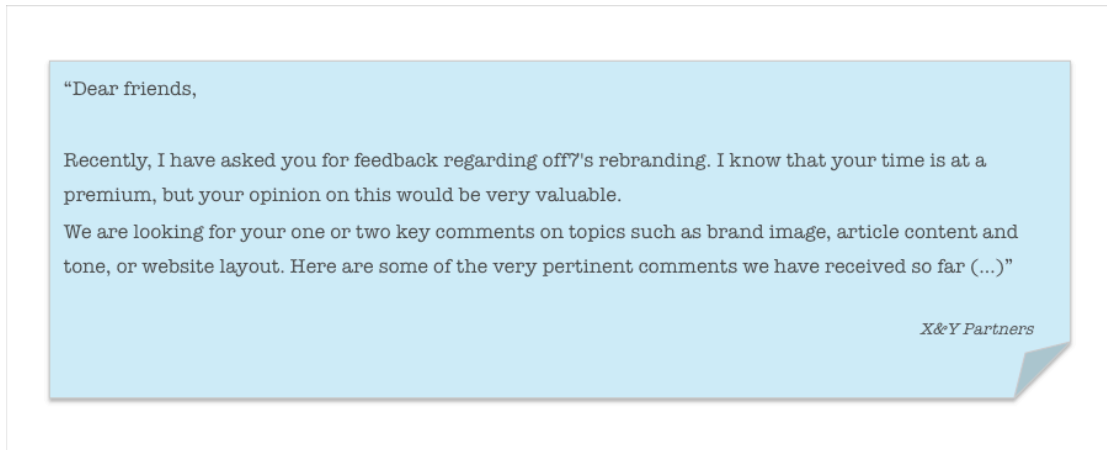 “Dear friends,
Recently, I have asked you for feedback regarding off7's rebranding. I know that your time is at a
premium, but your opinion on this would be very valuable.
We are looking for your one or two key comments on topics such as brand image, article content and
tone, or website layout. Here are some of the very pertinent comments we have received so far (...)”
X&Y Partners